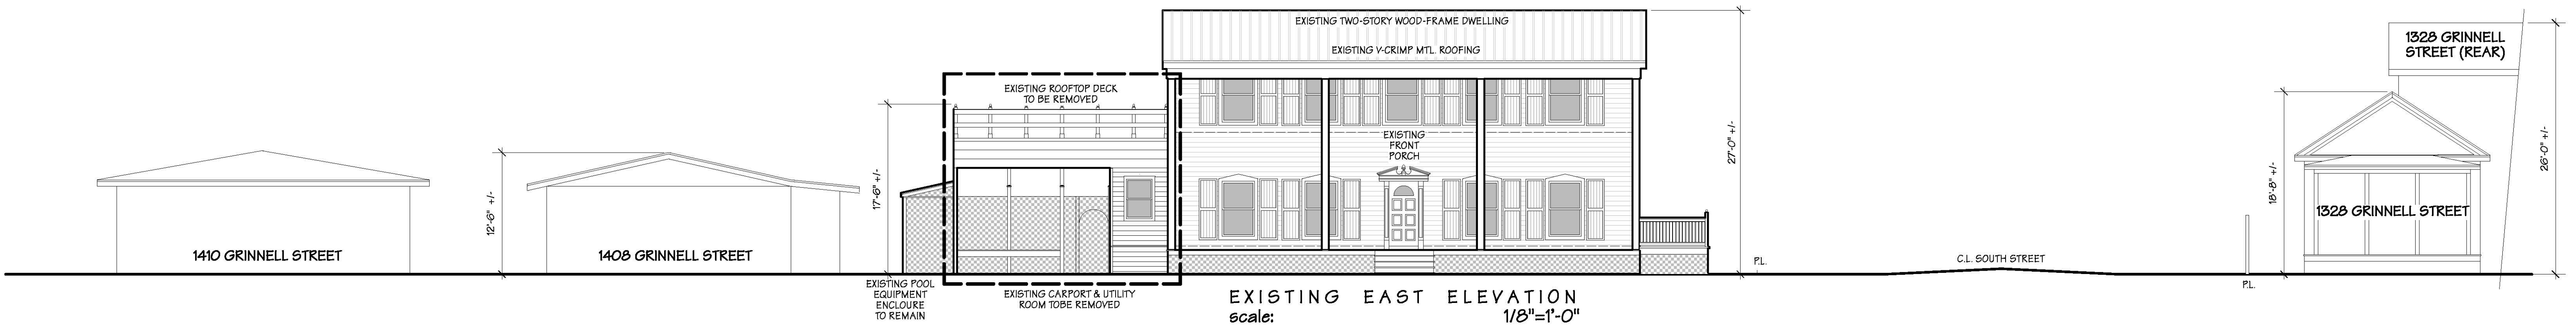 EXISTING TWO-STORY WOOD-FRAME DWELLING
EXISTING V-CRIMP MTL. ROOFING
1328 GRINNELL
STREET (REAR)
EXISTING ROOFTOP DECK
TO BE REMOVED
EXISTING
FRONT
PORCH
12'-6" +/-
17'-6" +/-
27'-0" +/-
18'-8" +/-
26'-0" +/-
1410 GRINNELL STREET
1408 GRINNELL STREET
1328 GRINNELL STREET
P.L.
C.L. SOUTH STREET
P.L.
EXISTING POOL
EQUIPMENT
ENCLOURE
TO REMAIN
EXISTING CARPORT & UTILITY
ROOM TOBE REMOVED
EXISTING EAST ELEVATION
scale: 1/8"=1'-0"